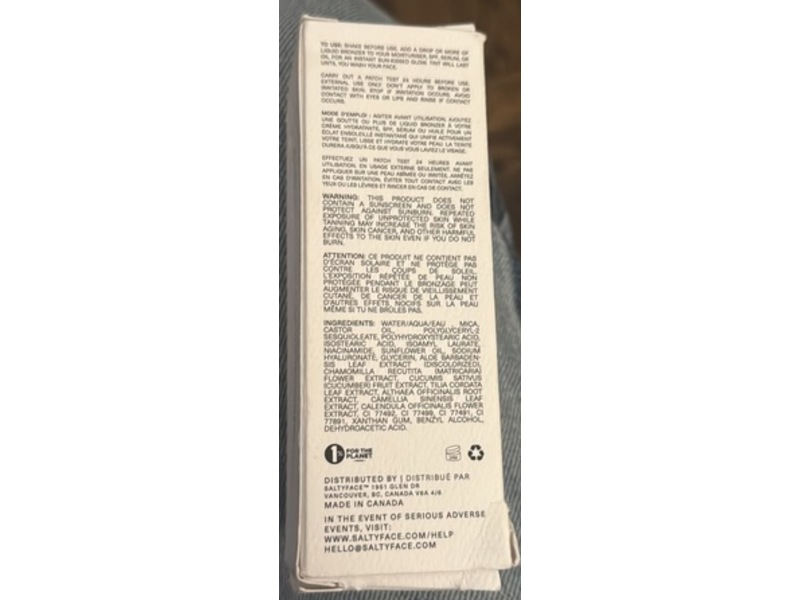 TO USE: SHAKE BEFORE USE, ADD A DROP OR MORE OF
LIQUID BRONZER TO YOUR MOISTURISER, SPF, SERUM, OR
OIL, FOR AN INSTANT SUN-KISSED GLOW. TINT WILL LAST
UNTIL YOU WASH YOUR FACE.
CARRY OUT A PATCH TEST 24 HOURS BEFORE USE.
EXTERNAL USE ONLY. DON'T APPLY TO BROKEN OR
IRRITATED SKIN. STOP IF IRRITATION OCCURS. AVOID
CONTACT WITH EYES OR LIPS AND RINSE IF CONTACT
OCCURS.
MODE D'EMPLOI : AGITER AVANT UTILISATION, AJOUTEZ
UNE GOUTTE OU PLUS DE LIQUID BRONZER À VOTRE
CRÈME HYDRATANTE, SPF, SÉRUM OU HUILE POUR UN
ÉCLAT ENSOLEILLÉ INSTANTANÉ QUI UNIFIE ACTIVEMENT
VOTRE TEINT, LISSE ET HYDRATE VOTRE PEAU. LA TEINTE
DURERA JUSQU'À CE QUE VOUS VOUS LAVIEZ LE VISAGE.
EFFECTUEZ UN PATCH TEST 24 HEURES AVANT
UTILISATION. EN USAGE EXTERNE SEULEMENT. NE PAS
APPLIQUER SUR UNE PEAU ABÎMÉE OU IRRITÉE. ARRÊTEZ
EN CAS D'IRRITATION. ÉVITER TOUT CONTACT AVEC LES
YEUX OU LES LÈVRES ET RINCER EN CAS DE CONTACT.
WARNING: THIS PRODUCT DOES NOT
CONTAIN A SUNSCREEN AND DOES NOT
PROTECT AGAINST SUNBURN. REPEATED
EXPOSURE OF UNPROTECTED SKIN WHILE
TANNING MAY INCREASE THE RISK OF SKIN
AGING, SKIN CANCER, AND OTHER HARMFUL
EFFECTS TO THE SKIN EVEN IF YOU DO NOT
BURN.
ATTENTION: CE PRODUIT NE CONTIENT PAS
D'ÉCRAN SOLAIRE ET NE PROTÈGE PAS
CONTRE LES COUPS DE SOLEIL.
L'EXPOSITION RÉPÉTÉE DE PEAU NON
PROTÉGÉE PENDANT LE BRONZAGE PEUT
AUGMENTER LE RISQUE DE VIEILLISSEMENT
CUTANÉ, DE CANCER DE LA PEAU ET
D'AUTRES EFFETS NOCIFS SUR LA PEAU
MÊME SI TU NE BRÛLES PAS.
INGREDIENTS: WATER/AQUA/EAU MICA,
CASTOR OIL, POLYGLYCERYL-2
SESQUIOLEATE, POLYHYDROXYSTEARIC ACID,
ISOSTEARIC ACID, ISOAMYL LAURATE,
NIACINAMIDE, SUNFLOWER OIL, SODIUM
HYALURONATE, GLYCERIN, ALOE BARBADEN-
SIS LEAF EXTRACT (DISCOLORIZED),
CHAMOMILLA RECUTITA (MATRICARIA)
FLOWER EXTRACT, CUCUMIS SATIVUS
(CUCUMBER) FRUIT EXTRACT, TILIA CORDATA
LEAF EXTRACT, ALTHAEA OFFICINALIS ROOT
EXTRACT, CAMELLIA SINENSIS LEAF
EXTRACT, CALENDULA OFFICINALIS FLOWER
EXTRACT, CI 77492, CI 77499, CI 77491, CI
77891, XANTHAN GUM, BENZYL ALCOHOL,
DEHYDROACETIC ACID.
1% FOR THE
PLANET
DISTRIBUTED BY | DISTRIBUÉ PAR
SALTYFACE™ 1951 GLEN DR
VANCOUVER, BC, CANADA V6A 4J6
MADE IN CANADA
IN THE EVENT OF SERIOUS ADVERSE
EVENTS, VISIT:
WWW.SALTYFACE.COM/HELP
HELLO@SALTYFACE.COM